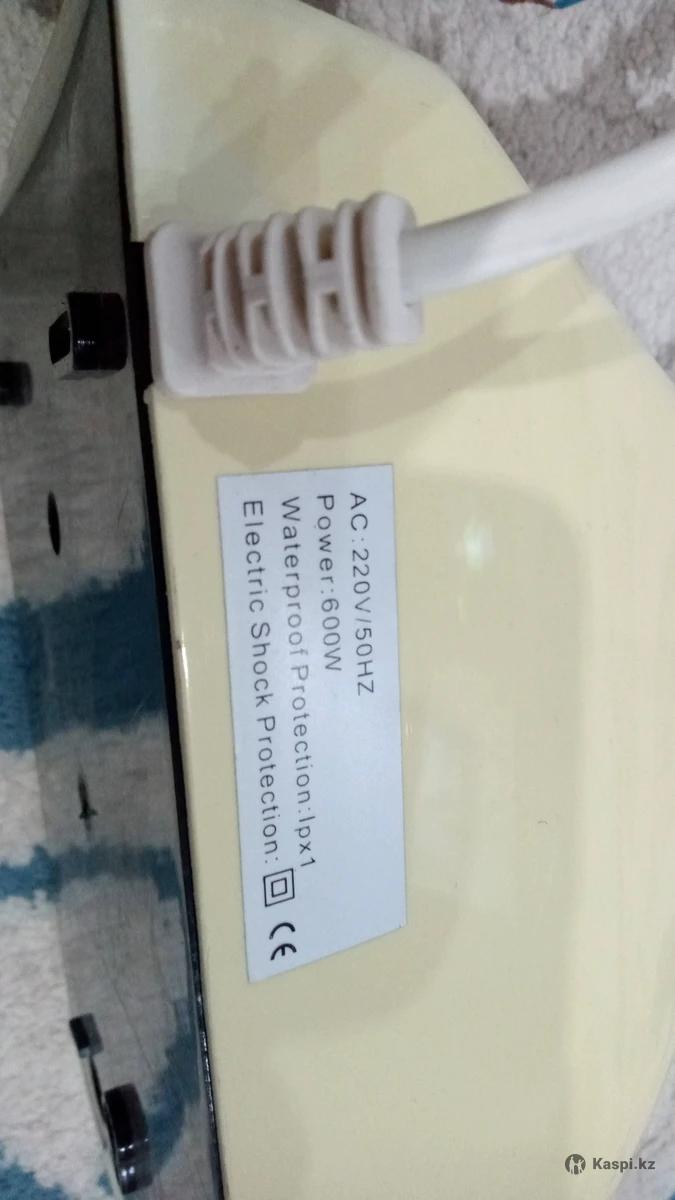 AC:220V/50HZ
Power:600W
Waterproof Protection:Ipx1
Electric Shock Protection:
CE
Kaspi.kz